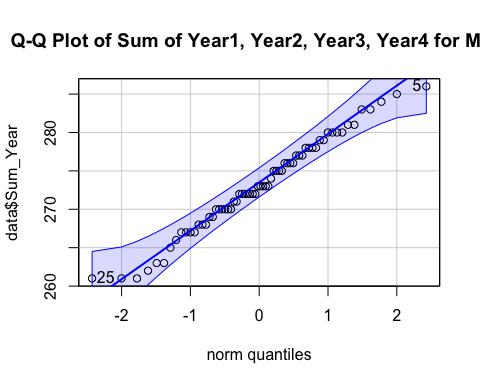 Q-Q Plot of Sum of Year1, Year2, Year3, Year4 for M
data$Sum_Year
280
270
260
5
25
-2 -1 0 1 2
norm quantiles